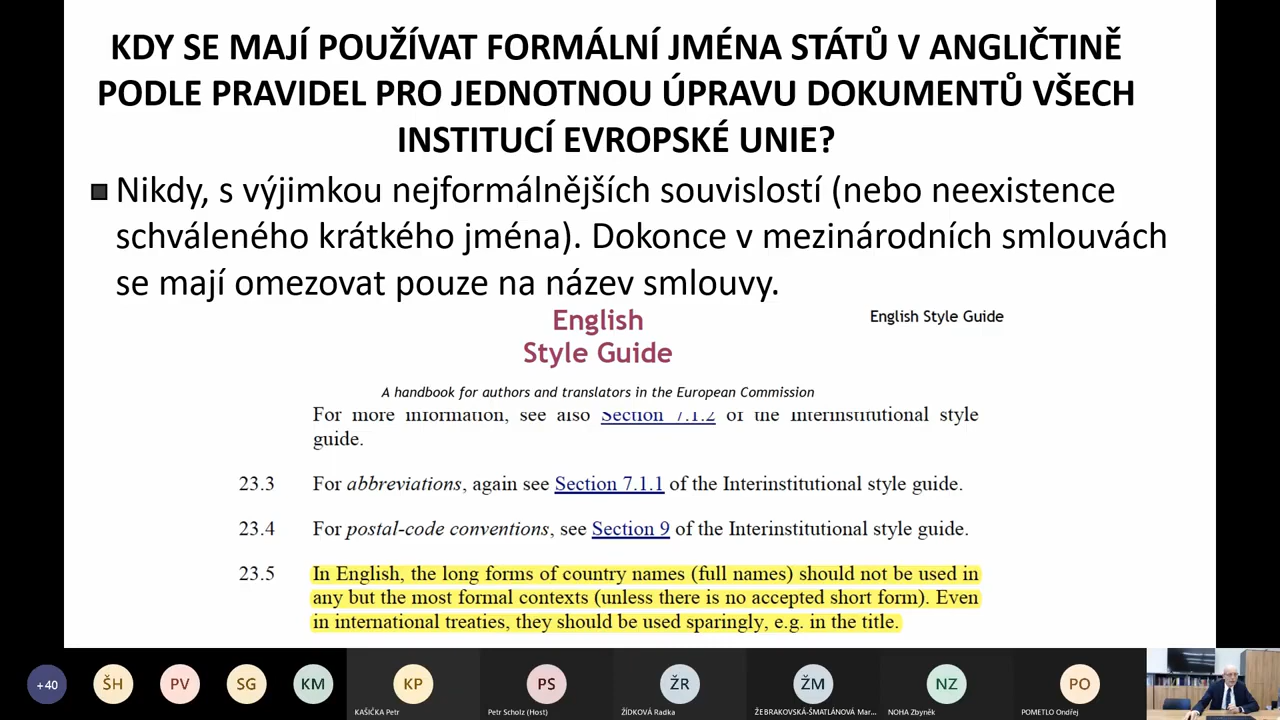 KDY SE MAJÍ POUŽÍVAT FORMÁLNÍ JMÉNA STÁTŮ V ANGLIČTINĚ
PODLE PRAVIDEL PRO JEDNOTNOU ÚPRAVU DOKUMENTŮ VŠECH
INSTITUCÍ EVROPSKÉ UNIE?
Nikdy, s výjimkou nejformálnějších souvislostí (nebo neexistence
schváleného krátkého jména). Dokonce v mezinárodních smlouvách
se mají omezovat pouze na název smlouvy.
English
Style Guide
English Style Guide
A handbook for authors and translators in the European Commission
For more information, see also Section 7.1.2 of the interinstitutional style
guide.
23.3 For abbreviations, again see Section 7.1.1 of the Interinstitutional style guide.
23.4 For postal-code conventions, see Section 9 of the Interinstitutional style guide.
23.5 In English, the long forms of country names (full names) should not be used in
any but the most formal contexts (unless there is no accepted short form). Even
in international treaties, they should be used sparingly, e.g. in the title.
+40 ŠH PV SG KM KP PS ŽR ŽM NZ PO
KAŠIČKA Petr Petr Scholz (Host) ŽÍDKOVÁ Radka ŽEBRAKOVSKÁ-ŠMATLÁNOVÁ Mar... NOHA Zbyněk POMETLO Ondřej